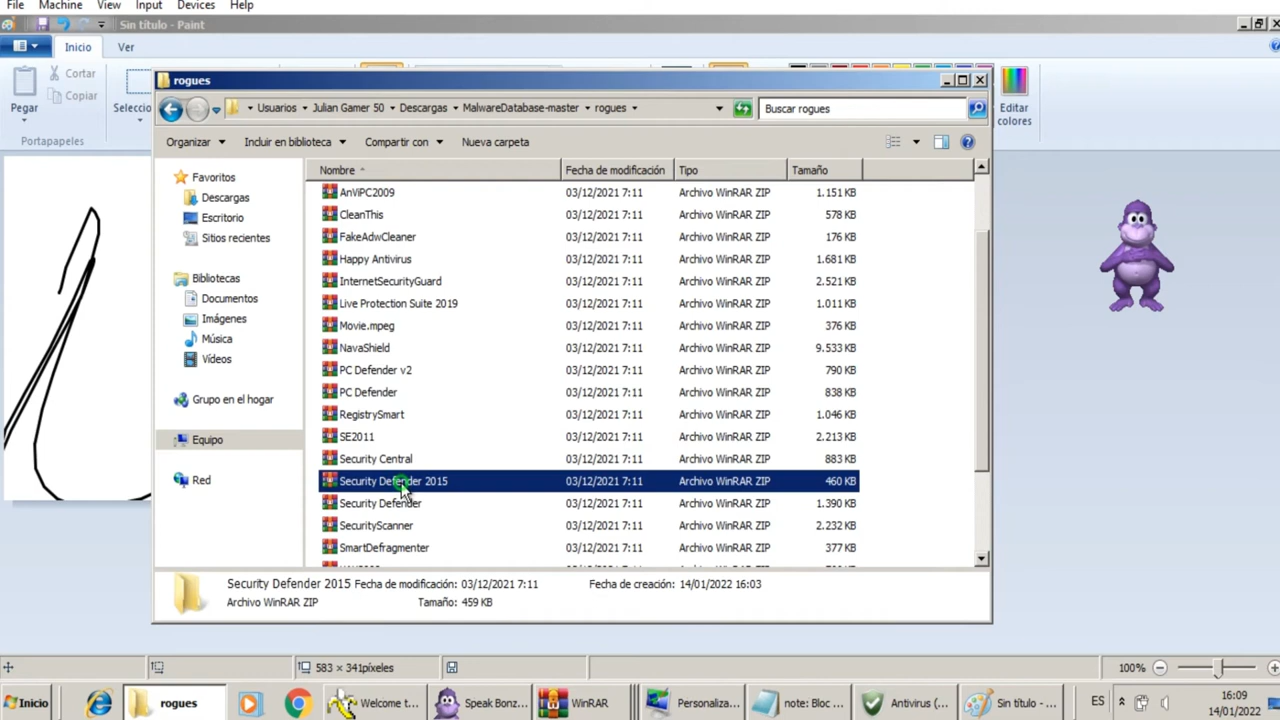 File Machine View Input Devices Help
Sin título - Paint
Inicio Ver
Cortar
Copiar
Pegar
Selecció
Portapapeles
Editar
colores
rogues
Usuarios Julian Gamer 50 Descargas MalwareDatabase-master rogues
Buscar rogues
Organizar Incluir en biblioteca Compartir con Nueva carpeta
Favoritos
Descargas
Escritorio
Sitios recientes
Bibliotecas
Documentos
Imágenes
Música
Vídeos
Grupo en el hogar
Equipo
Red
Nombre Fecha de modificación Tipo Tamaño
AnViPC2009 03/12/2021 7:11 Archivo WinRAR ZIP 1.151 KB
CleanThis 03/12/2021 7:11 Archivo WinRAR ZIP 578 KB
FakeAdwCleaner 03/12/2021 7:11 Archivo WinRAR ZIP 176 KB
Happy Antivirus 03/12/2021 7:11 Archivo WinRAR ZIP 1.681 KB
InternetSecurityGuard 03/12/2021 7:11 Archivo WinRAR ZIP 2.521 KB
Live Protection Suite 2019 03/12/2021 7:11 Archivo WinRAR ZIP 1.011 KB
Movie.mpeg 03/12/2021 7:11 Archivo WinRAR ZIP 376 KB
NavaShield 03/12/2021 7:11 Archivo WinRAR ZIP 9.533 KB
PC Defender v2 03/12/2021 7:11 Archivo WinRAR ZIP 790 KB
PC Defender 03/12/2021 7:11 Archivo WinRAR ZIP 838 KB
RegistrySmart 03/12/2021 7:11 Archivo WinRAR ZIP 1.046 KB
SE2011 03/12/2021 7:11 Archivo WinRAR ZIP 2.213 KB
Security Central 03/12/2021 7:11 Archivo WinRAR ZIP 883 KB
Security Defender 2015 03/12/2021 7:11 Archivo WinRAR ZIP 460 KB
Security Defender 03/12/2021 7:11 Archivo WinRAR ZIP 1.390 KB
SecurityScanner 03/12/2021 7:11 Archivo WinRAR ZIP 2.232 KB
SmartDefragmenter 03/12/2021 7:11 Archivo WinRAR ZIP 377 KB
Security Defender 2015 Fecha de modificación: 03/12/2021 7:11 Fecha de creación: 14/01/2022 16:03
Archivo WinRAR ZIP Tamaño: 459 KB
583 × 341píxeles 100%
Inicio rogues Welcome t... Speak Bonz... WinRAR Personaliza... note: Bloc ... Antivirus (... Sin título - ... ES 16:09
14/01/2022